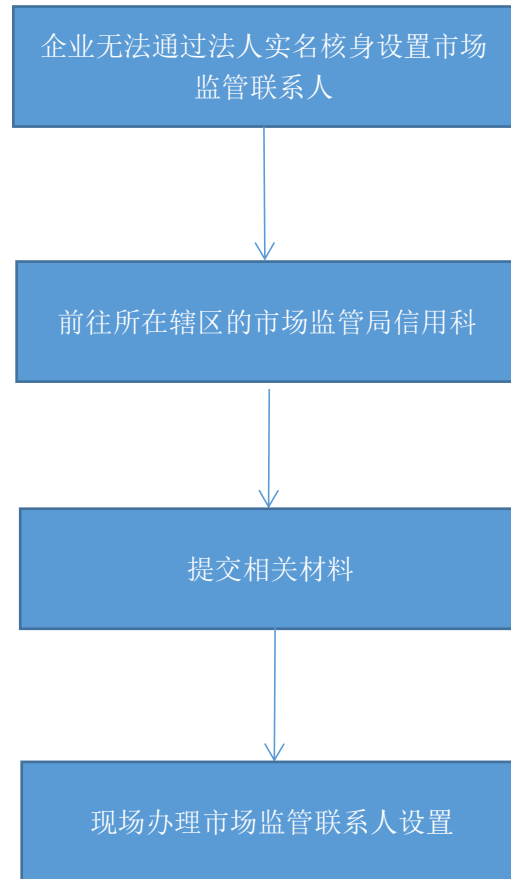 企业无法通过法人实名核身设置市场
监管联系人
前往所在辖区的市场监管局信用科
提交相关材料
现场办理市场监管联系人设置